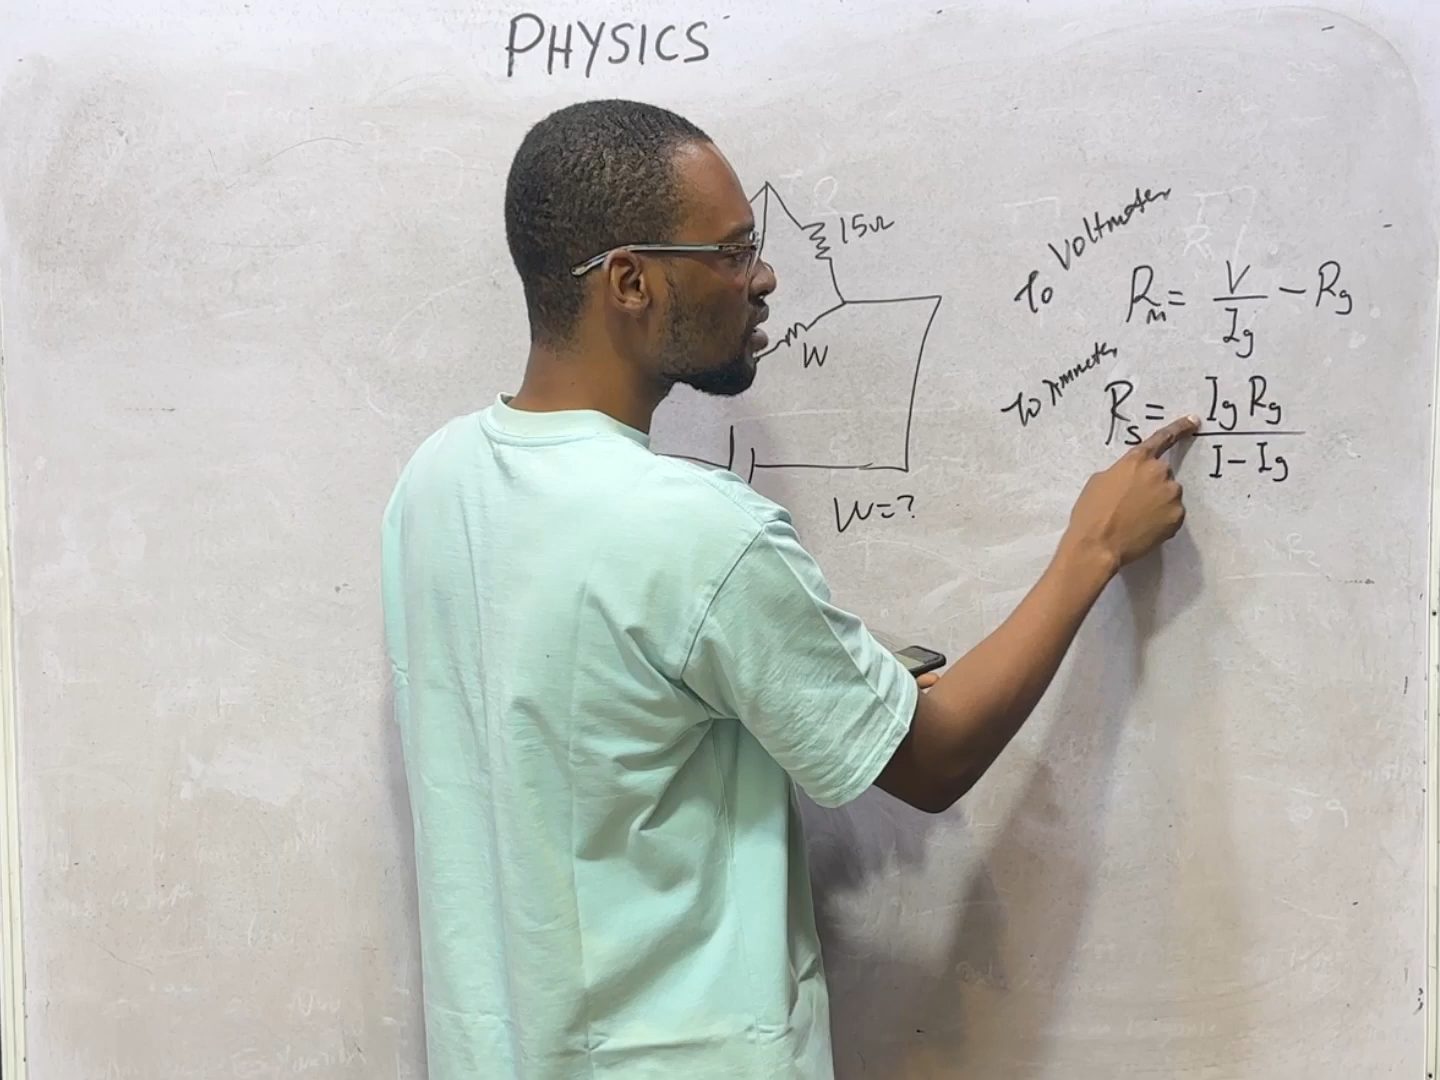 PHYSICS
15Ω
W
W=?
To Voltmeter
Rm = V/Ig - Rg
To Ammeter
Rs = IgRg/I - Ig